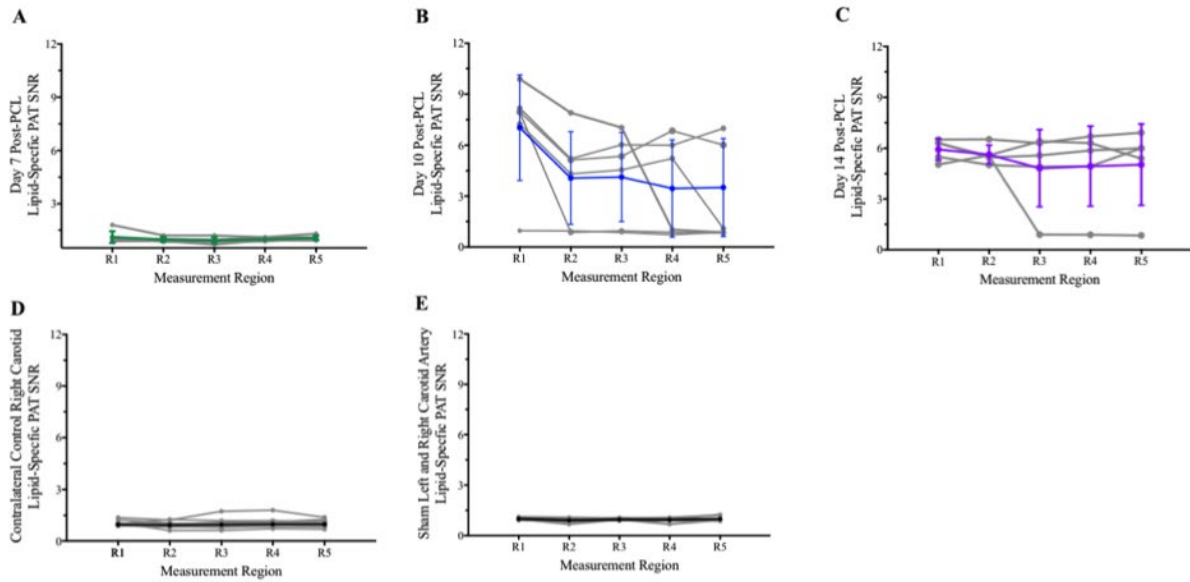 A
Day 7 Post-PCL
Lipid-Specfic PAT SNR
12
9
6
3
R1 R2 R3 R4 R5
Measurement Region
B
Day 10 Post-PCL
Lipid-Specfic PAT SNR
12
9
6
3
0
R1 R2 R3 R4 R5
Measurement Region
C
Day 14 Post-PCL
Lipid-Specfic PAT SNR
12
9
6
3
0
R1 R2 R3 R4 R5
Measurement Region
D
Contralateral Control Right Carotid
Lipid-Specfic PAT SNR
12
9
6
3
0
R1 R2 R3 R4 R5
Measurement Region
E
Sham Left and Right Carotid Artery
Lipid-Specfic PAT SNR
12
9
6
3
0
R1 R2 R3 R4 R5
Measurement Region